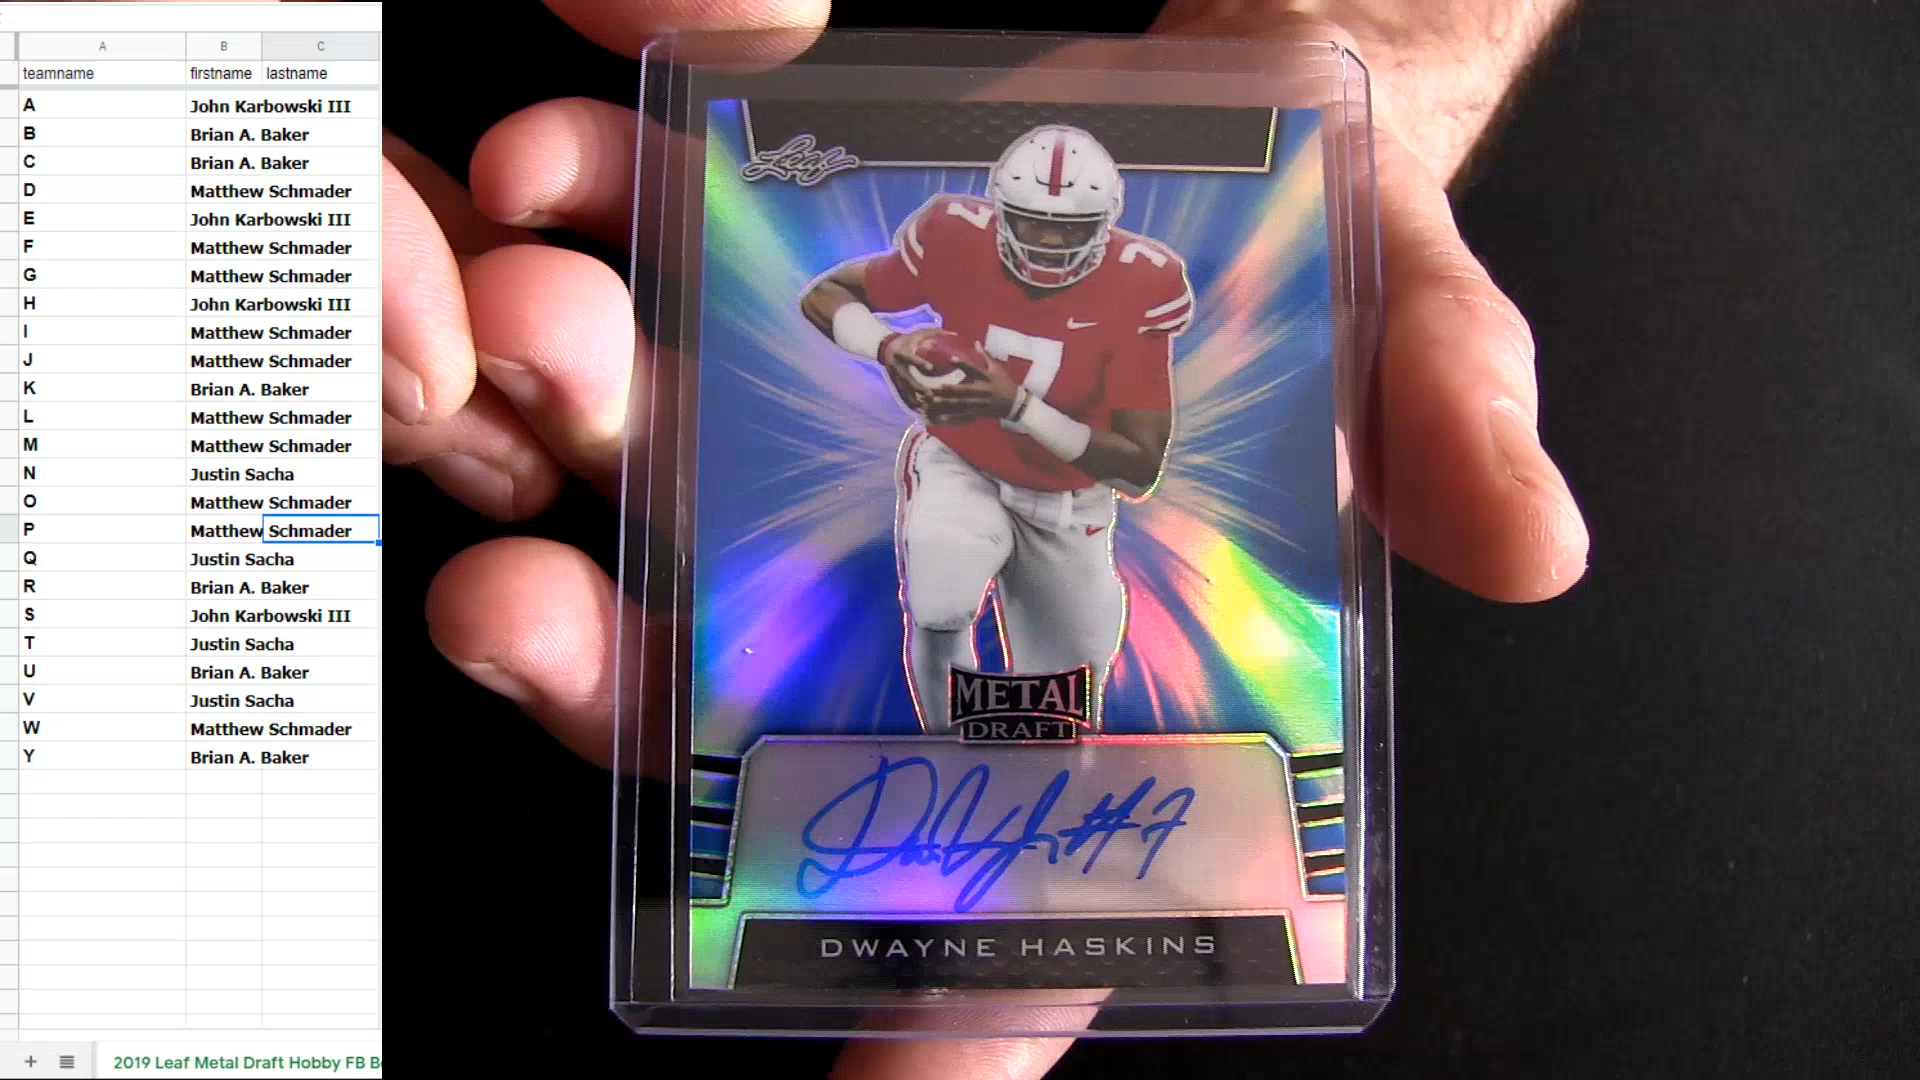 A B C
teamname firstname lastname
A John Karbowski III
B Brian A. Baker
C Brian A. Baker
D Matthew Schmader
E John Karbowski III
F Matthew Schmader
G Matthew Schmader
H John Karbowski III
I Matthew Schmader
J Matthew Schmader
K Brian A. Baker
L Matthew Schmader
M Matthew Schmader
N Justin Sacha
O Matthew Schmader
P Matthew Schmader
Q Justin Sacha
R Brian A. Baker
S John Karbowski III
T Justin Sacha
U Brian A. Baker
V Justin Sacha
W Matthew Schmader
Y Brian A. Baker
2019 Leaf Metal Draft Hobby FB
Leaf
7 7
7
METAL
DRAFT
#7
DWAYNE HASKINS